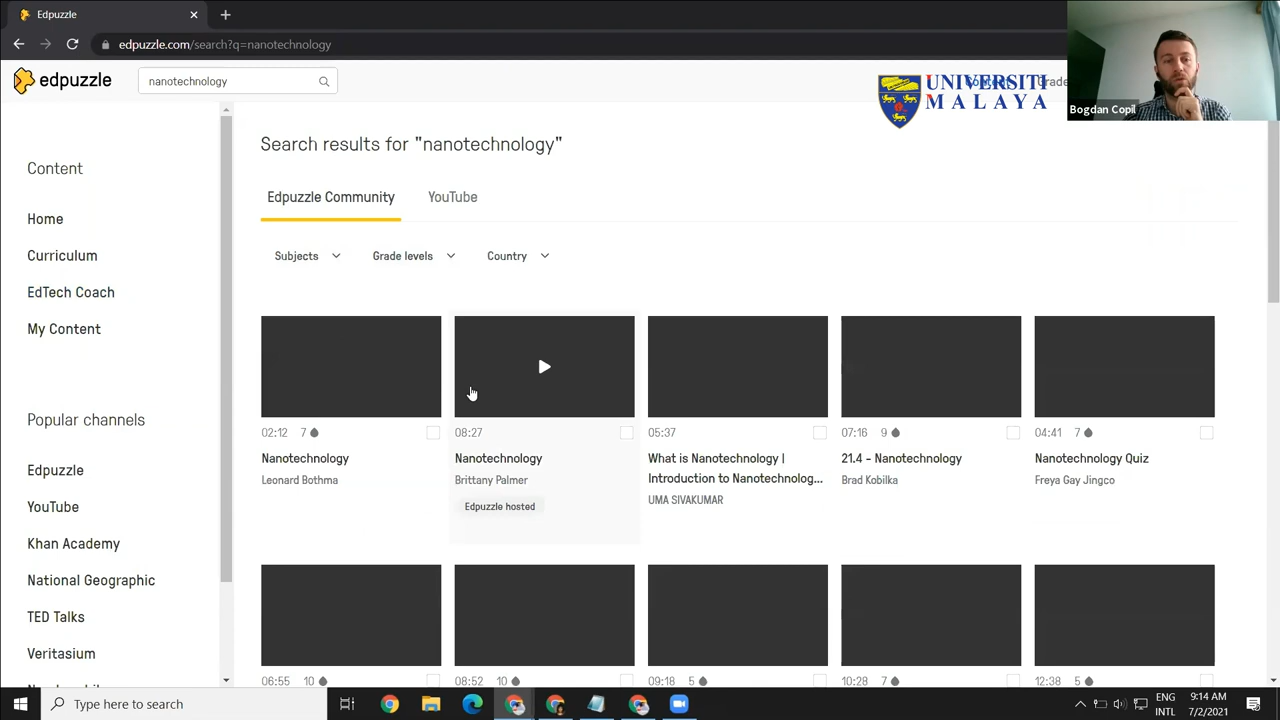 Edpuzzle
edpuzzle.com/search?q=nanotechnology
edpuzzle
nanotechnology
UNIVERSITI
MALAYA
Bogdan Copil
Content
Home
Curriculum
EdTech Coach
My Content
Popular channels
Edpuzzle
YouTube
Khan Academy
National Geographic
TED Talks
Veritasium
Search results for "nanotechnology"
Edpuzzle Community YouTube
Subjects Grade levels Country
02:12 7 08:27 05:37 07:16 9 04:41 7
Nanotechnology
Leonard Bothma
Nanotechnology
Brittany Palmer
Edpuzzle hosted
What is Nanotechnology |
Introduction to Nanotechnolog...
UMA SIVAKUMAR
21.4 - Nanotechnology
Brad Kobilka
Nanotechnology Quiz
Freya Gay Jingco
06:55 10 08:52 10 09:18 5 10:28 7 12:38 5
Type here to search
ENG
INTL
9:14 AM
7/2/2021